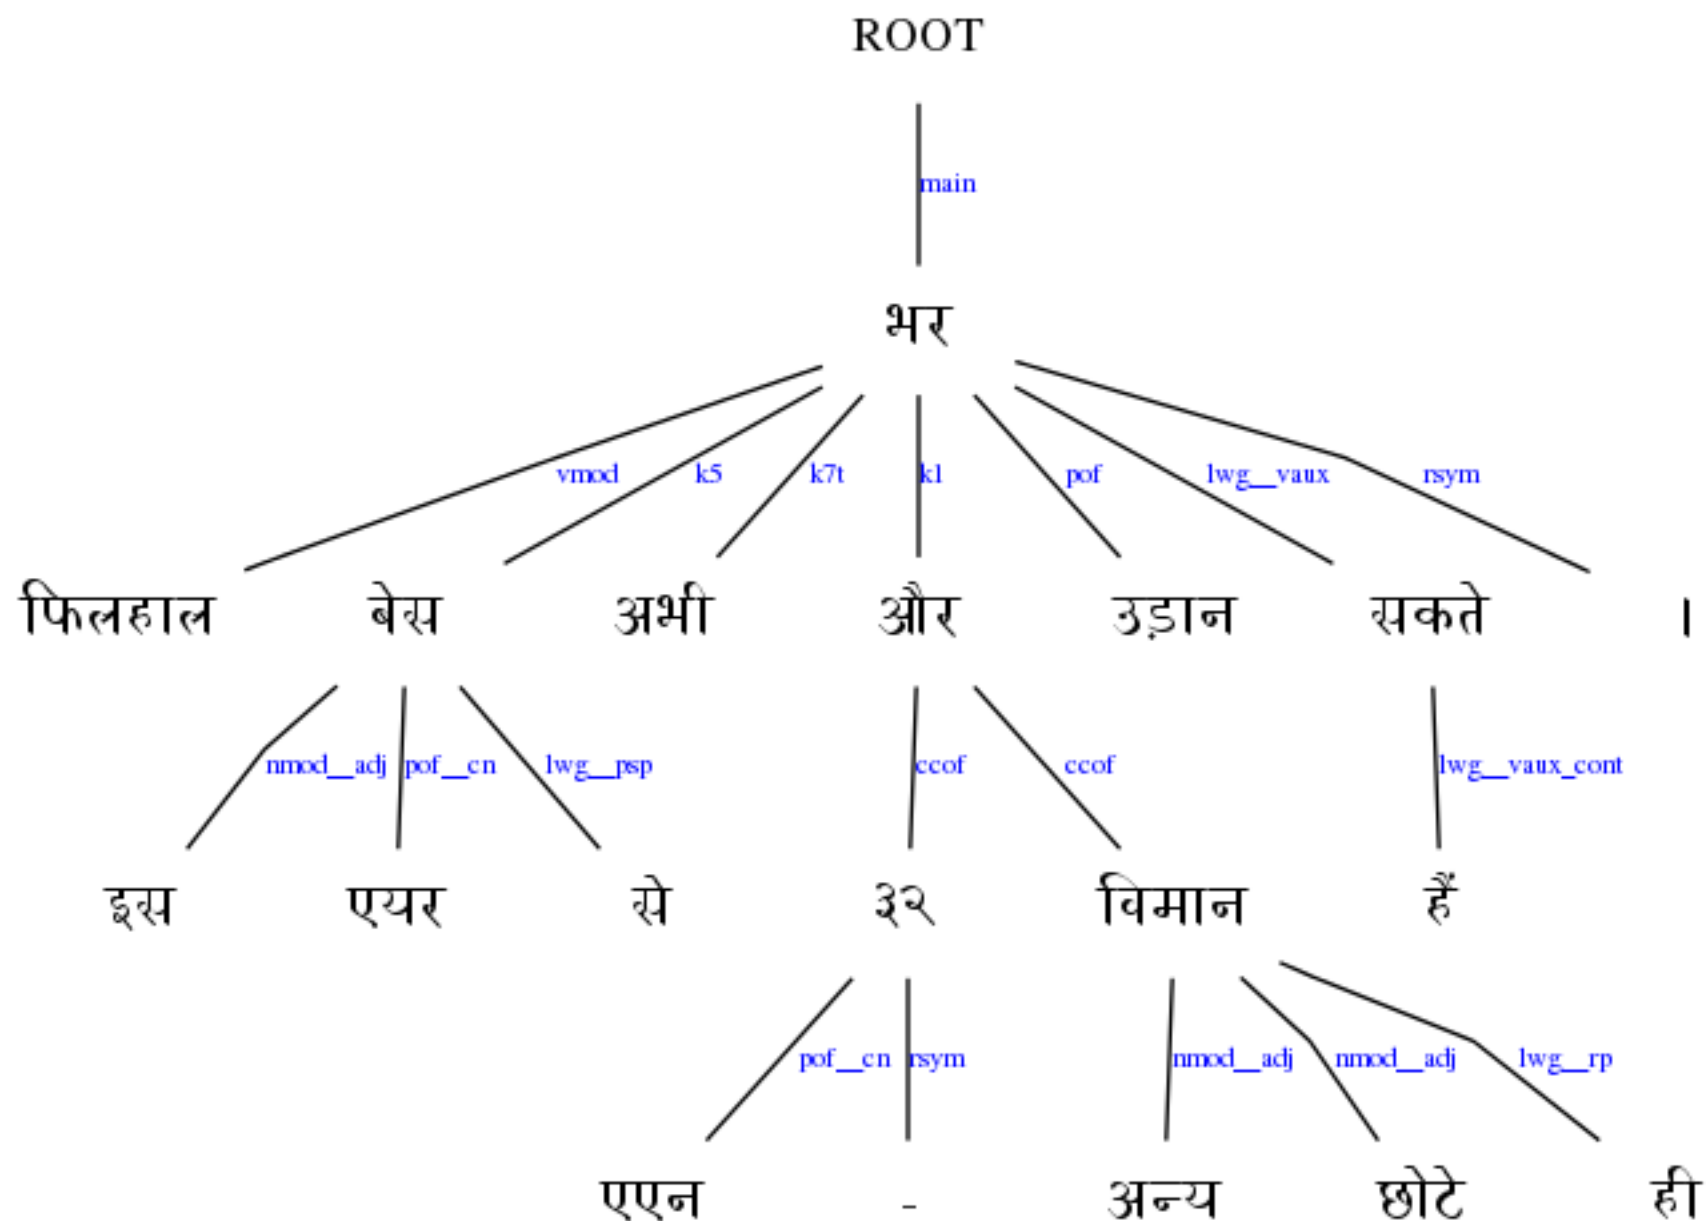 ROOT
main
भर
vmod k5 k7t k1 pof lwg__vaux rsym
फिलहाल बेस अभी और उड़ान सकते ।
nmod__adj pof__cn lwg__psp ccof ccof lwg__vaux_cont
इस एयर से ३२ विमान हैं
pof__cn rsym nmod__adj nmod__adj lwg__rp
एएन - अन्य छोटे ही